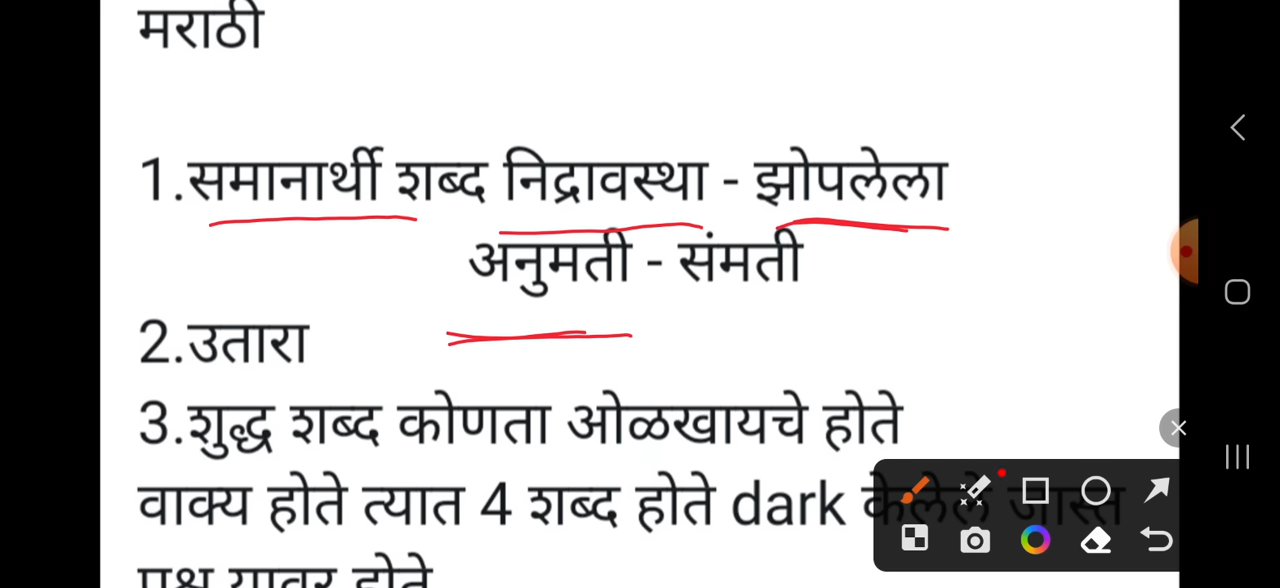 मराठी
1.समानार्थी शब्द निद्रावस्था - झोपलेला
अनुमती - संमती
2.उतारा
3.शुद्ध शब्द कोणता ओळखायचे होते
वाक्य होते त्यात 4 शब्द होते dark केलेले जास्त